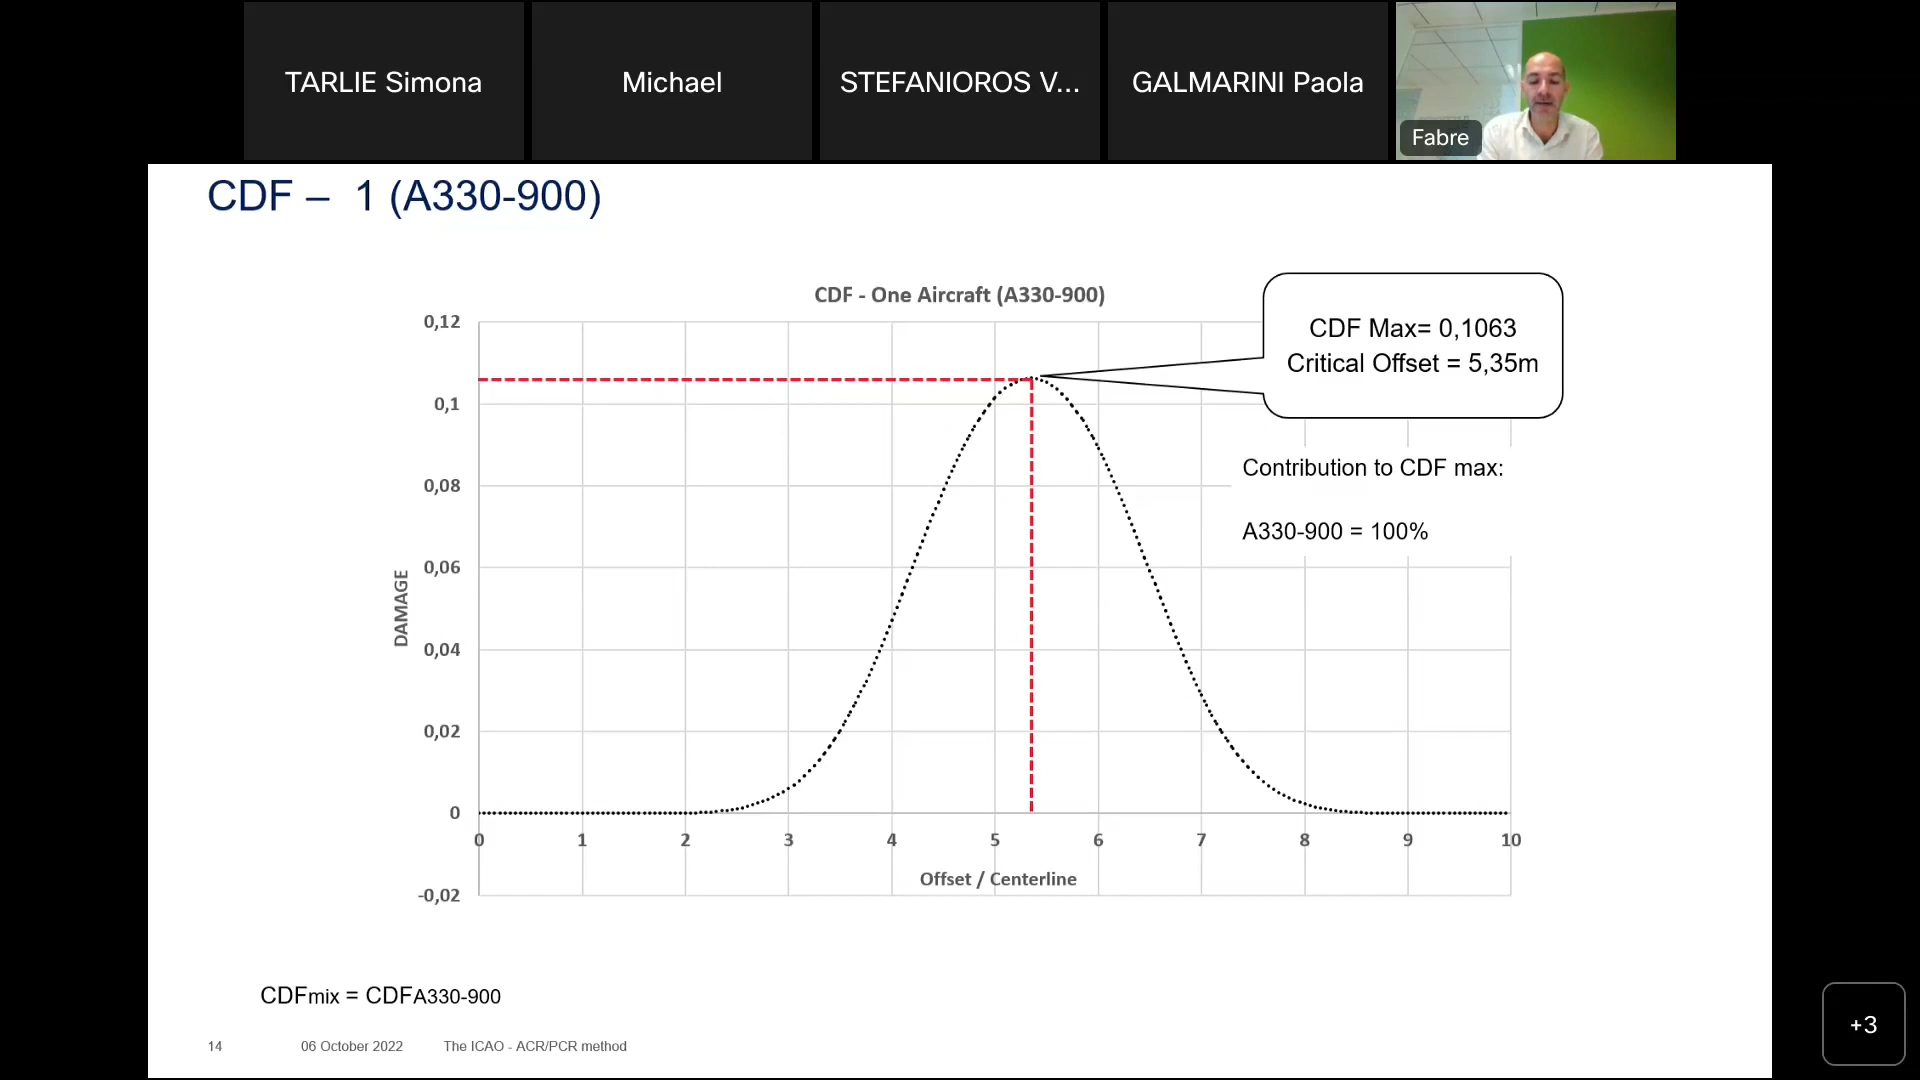 TARLIE Simona
Michael
STEFANIOROS V...
GALMARINI Paola
Fabre
CDF – 1 (A330-900)
CDF - One Aircraft (A330-900)
CDF Max= 0,1063
Critical Offset = 5,35m
Contribution to CDF max:
A330-900 = 100%
0,12
0,1
0,08
0,06
0,04
0,02
0
-0,02
DAMAGE
0 1 2 3 4 5 6 7 8 9 10
Offset / Centerline
CDFmix = CDFA330-900
14 06 October 2022 The ICAO - ACR/PCR method
+3